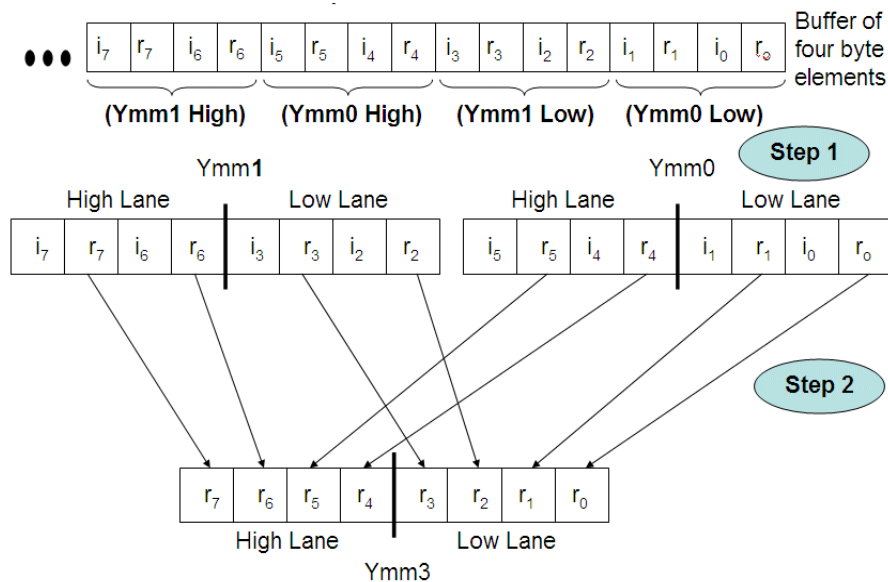 i7 r7 i6 r6 i5 r5 i4 r4 i3 r3 i2 r2 i1 r1 i0 ro
Buffer of
four byte
elements
(Ymm1 High) (Ymm0 High) (Ymm1 Low) (Ymm0 Low)
Step 1
Ymm1 Ymm0
High Lane Low Lane High Lane Low Lane
i7 r7 i6 r6 i3 r3 i2 r2 i5 r5 i4 r4 i1 r1 i0 ro
Step 2
r7 r6 r5 r4 r3 r2 r1 r0
High Lane Low Lane
Ymm3